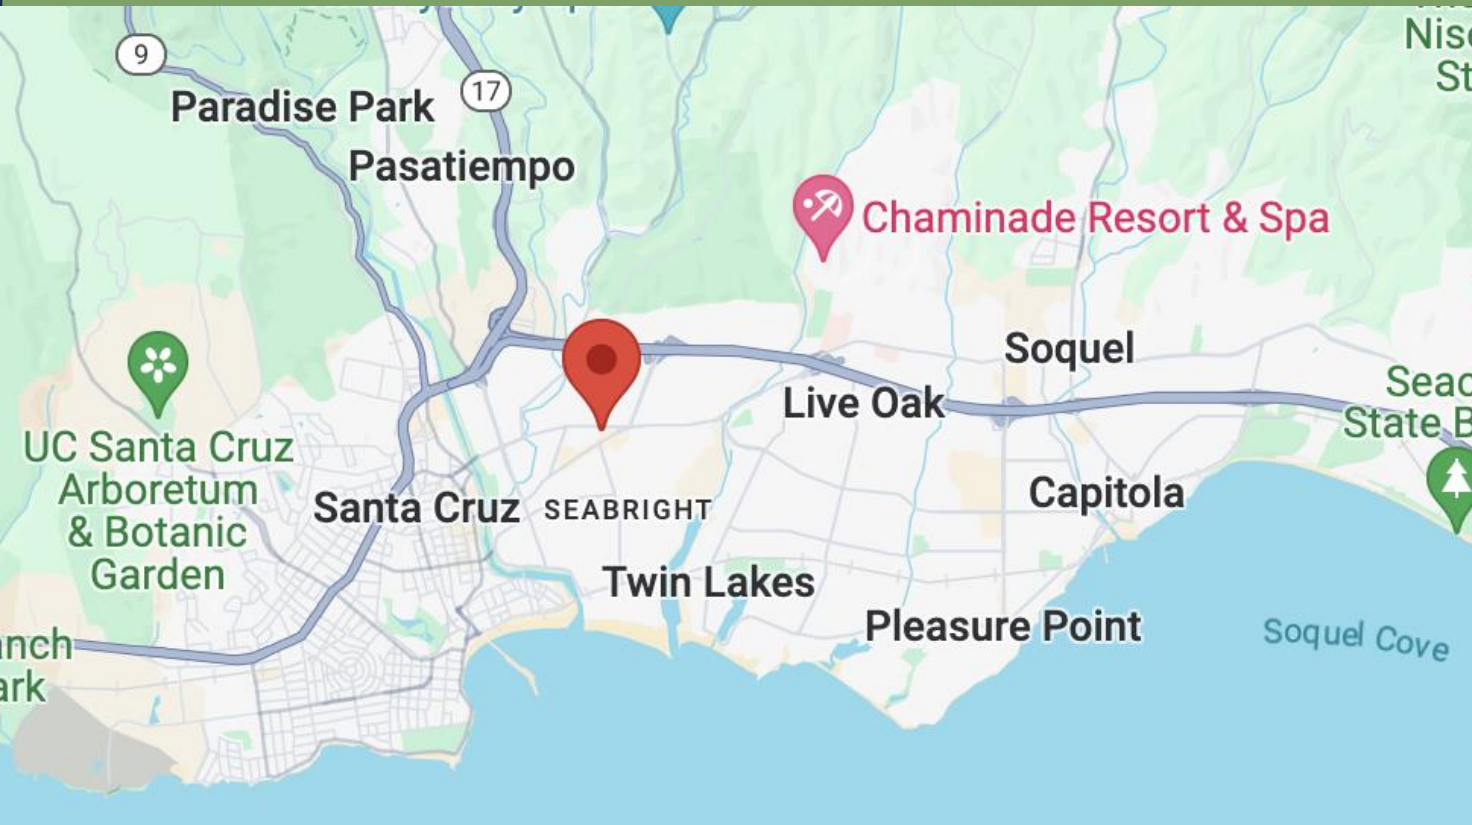 9
17
Paradise Park
Pasatiempo
Chaminade Resort & Spa
Soquel
Live Oak
UC Santa Cruz
Arboretum
& Botanic
Garden
Santa Cruz
SEABRIGHT
Capitola
Twin Lakes
Pleasure Point
Soquel Cove